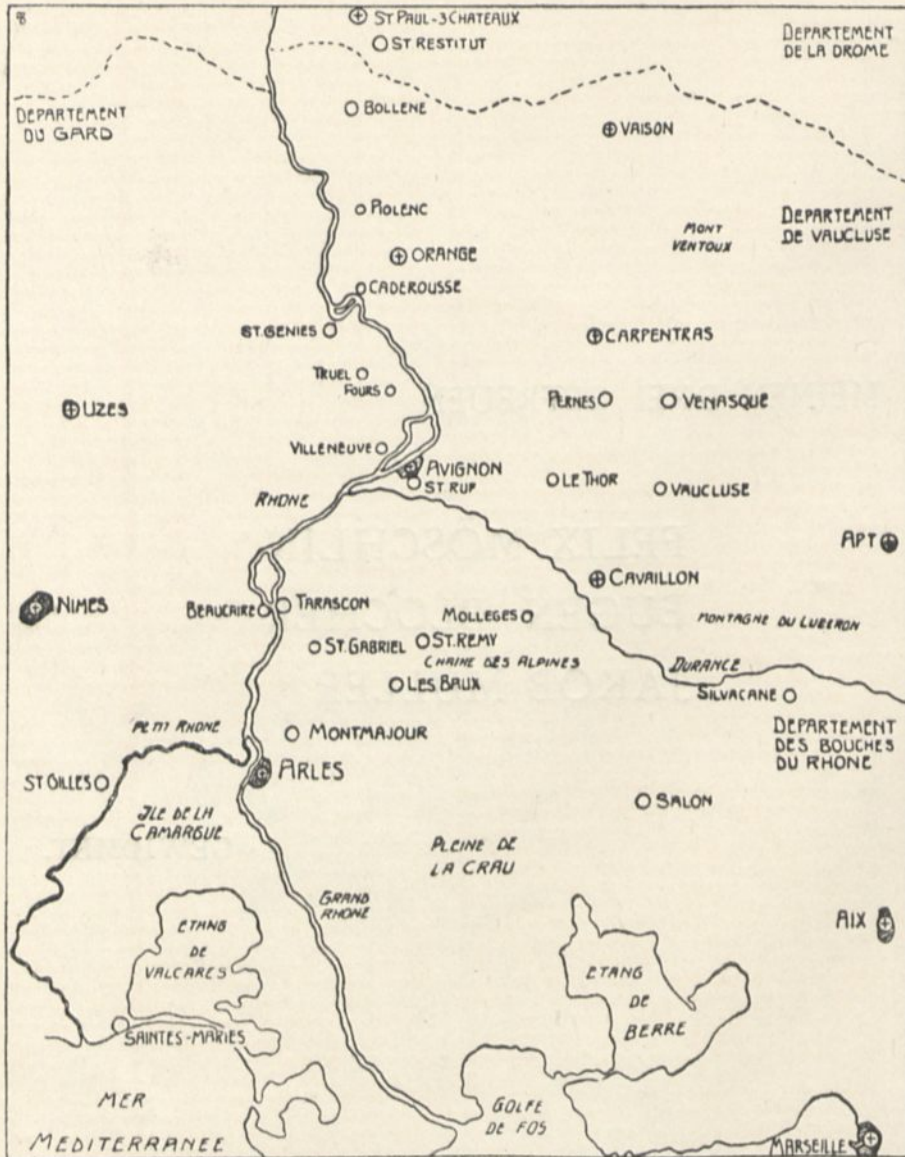 8
ST PAUL-3CHATEAUX
ST RESTITUT
DEPARTEMENT
DE LA DROME
DEPARTEMENT
DU GARD
BOLLENE
VAISON
PIOLENC
DEPARTEMENT
DE VAUCLUSE
MONT
VENTOUX
ORANGE
CADEROUSSE
ST. GENIES
CARPENTRAS
TRUEL
FOURS
UZES
PERNES
VENASQUE
VILLENEUVE
AVIGNON
ST RUF
LE THOR
VAUCLUSE
RHONE
APT
CAVAILLON
NIMES
BEAUCAIRE
TARASCON
MOLLEGES
MONTAGNE DU LUBERON
ST. GABRIEL
ST. REMY
CHAINE DES ALPINES
DURANCE
LES BAUX
SILVACANE
PETIT RHONE
MONTMAJOUR
DEPARTEMENT
DES BOUCHES
DU RHONE
ST GILLES
ARLES
SALON
ILE DE LA
CAMARGUE
PLEINE DE
LA CRAU
GRAND
RHONE
AIX
ETANG
DE
VALCARES
ETANG
DE
BERRE
SAINTES-MARIES
MER
MEDITERRANEE
GOLFE
DE FOS
MARSEILLE